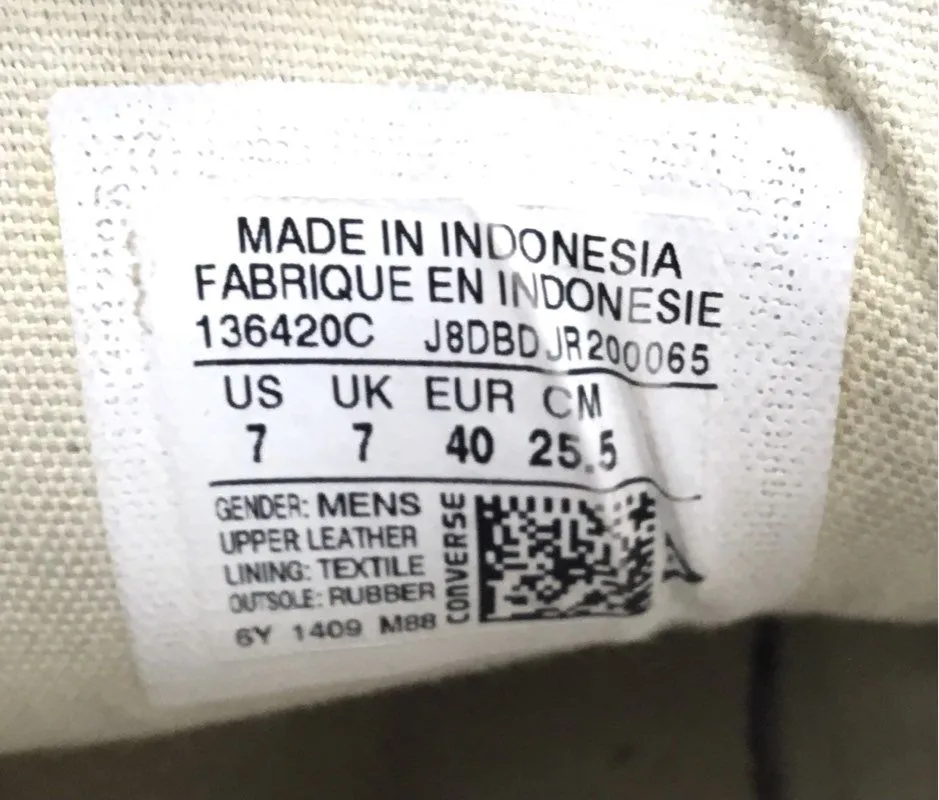 MADE IN INDONESIA
FABRIQUE EN INDONESIE
136420C J8DBDJR200065
US UK EUR CM
7 7 40 25.5
GENDER: MENS
UPPER LEATHER
LINING: TEXTILE
OUTSOLE: RUBBER
6Y 1409 M88
CONVERSE
A